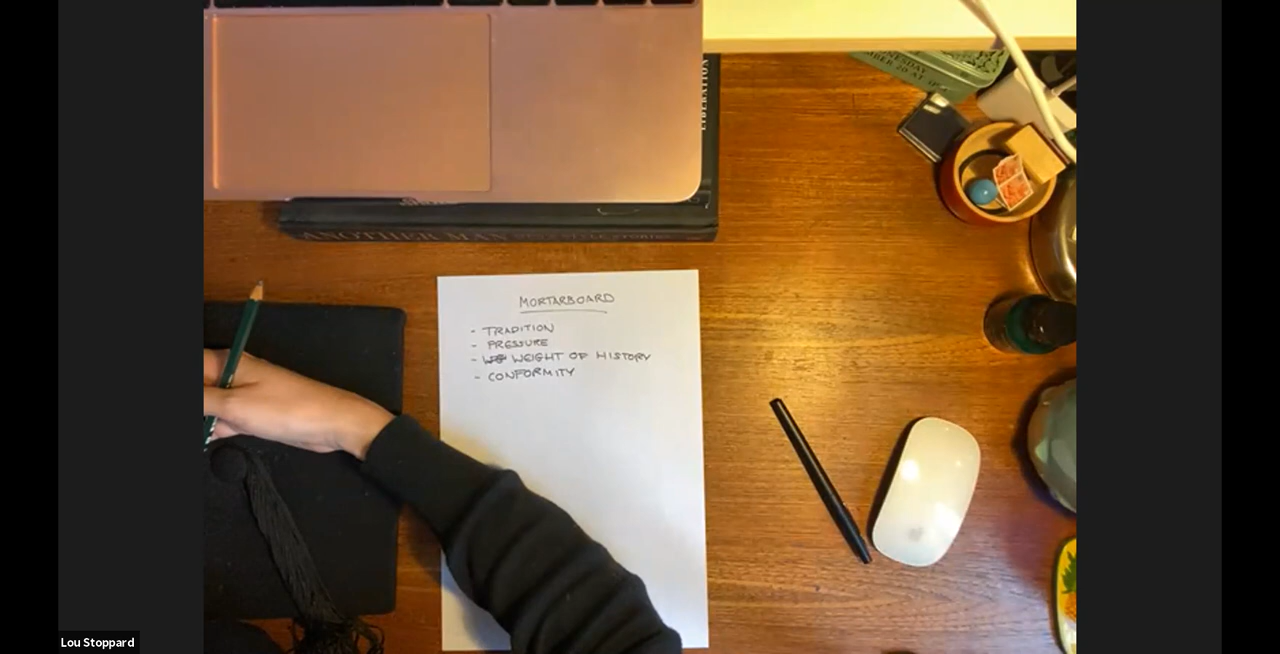 LIBERATION
ANOTHER MAN
MORTARBOARD
- TRADITION
- PRESSURE
- WEIGHT OF HISTORY
- CONFORMITY
Lou Stoppard